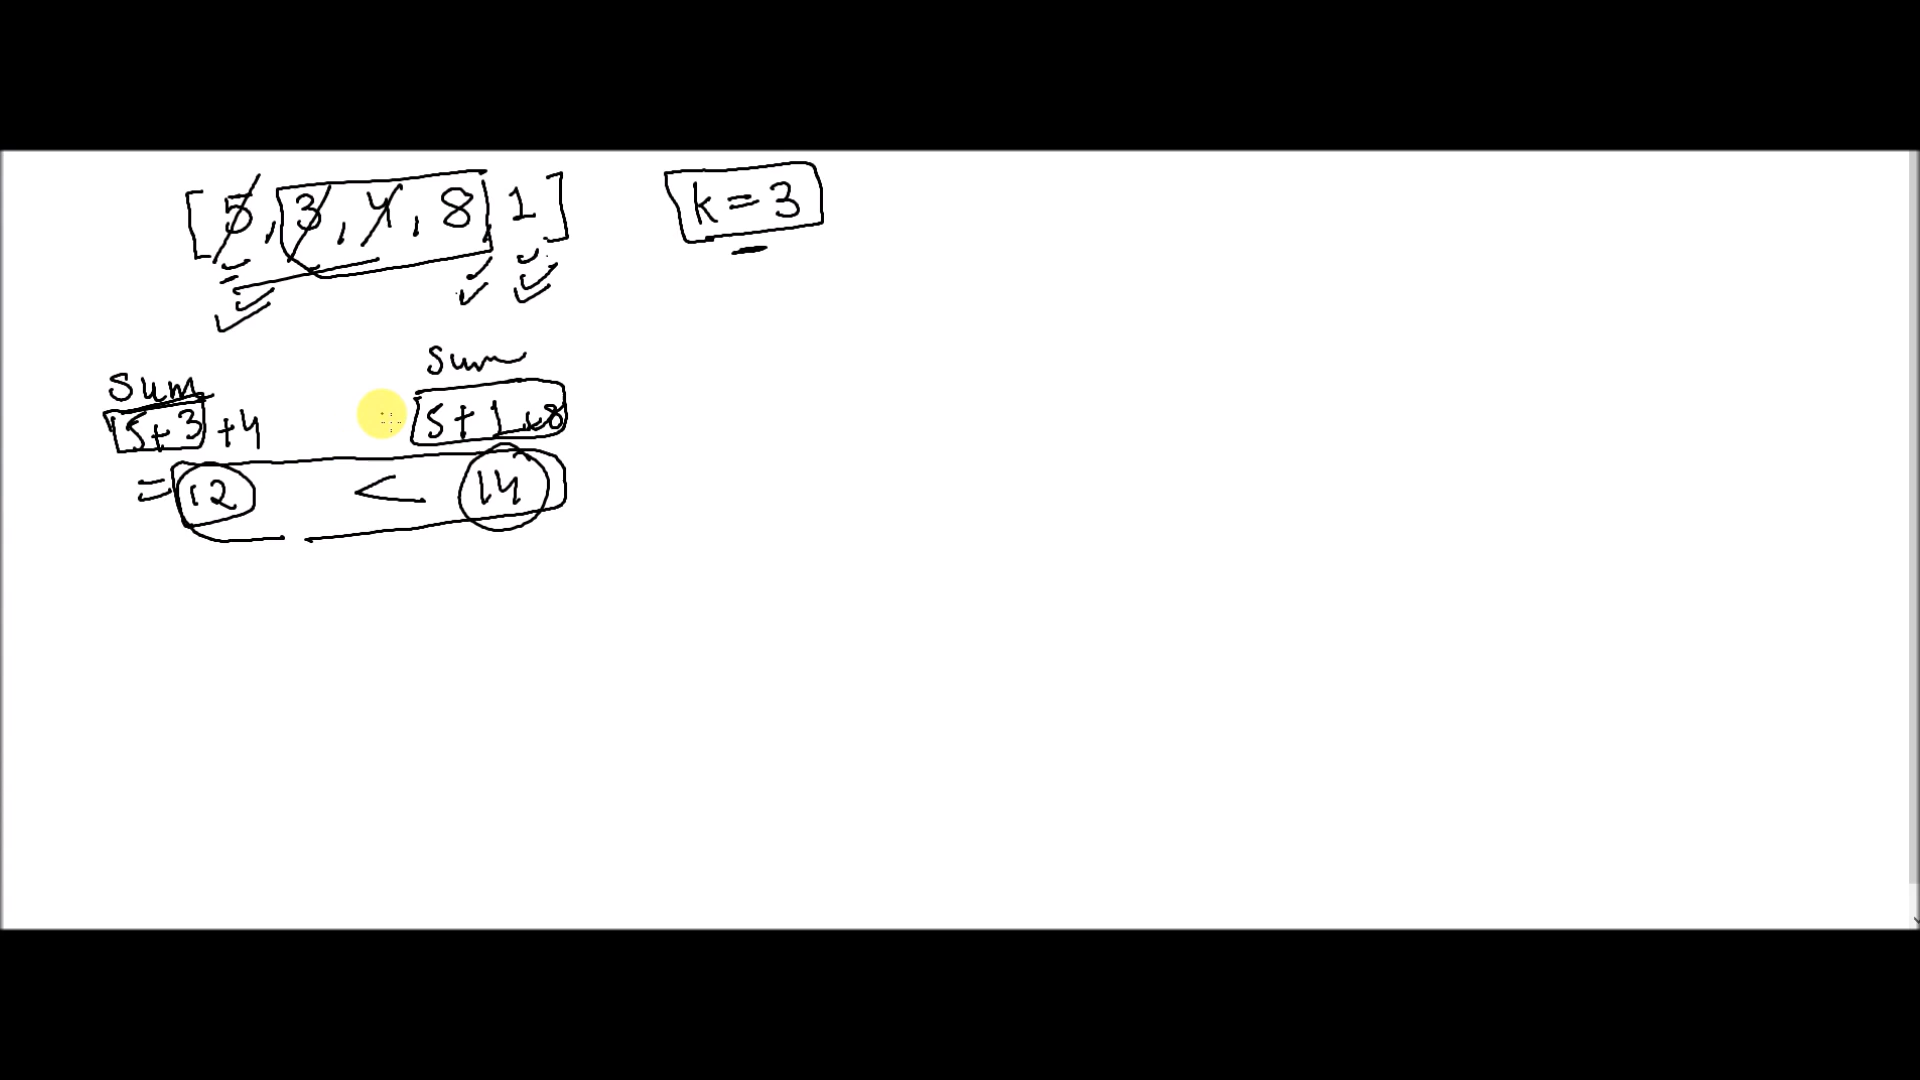 [5, 3, 4, 8, 1] k = 3
sum sum
5+3+4 5+1+8
= 12 < 14